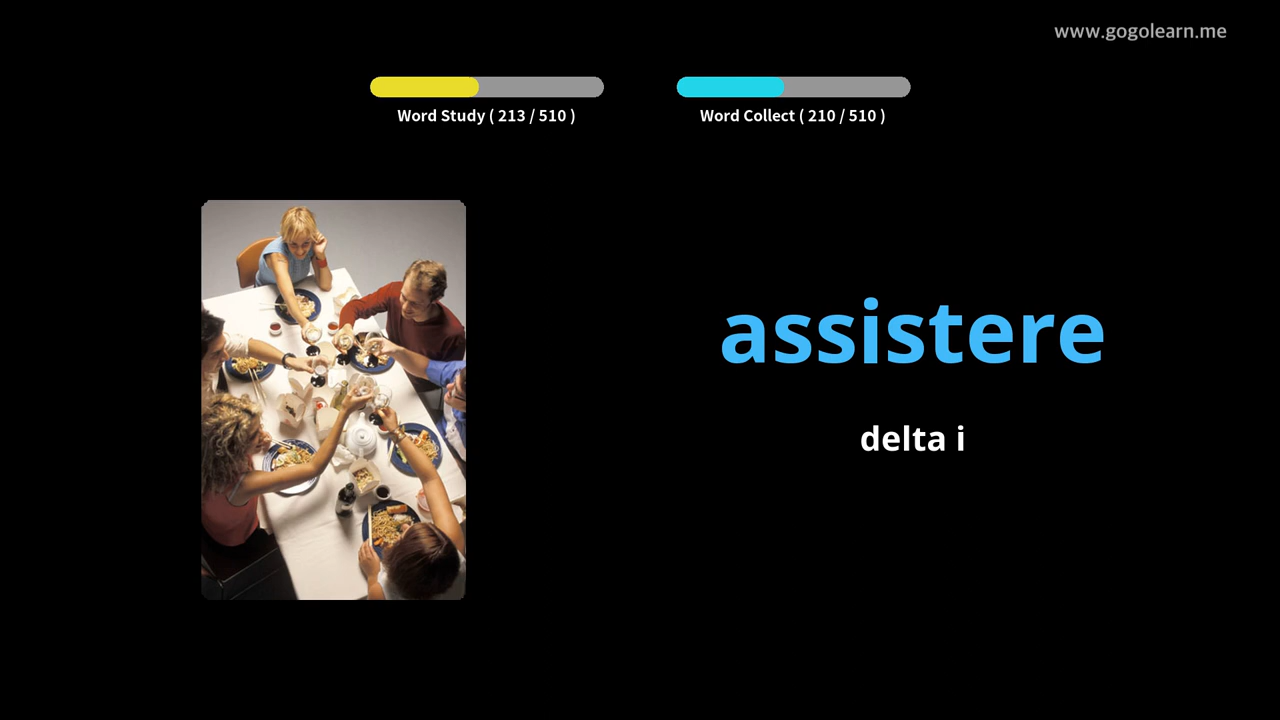 www.gogolearn.me
Word Study ( 213 / 510 )
Word Collect ( 210 / 510 )
assistere
delta i